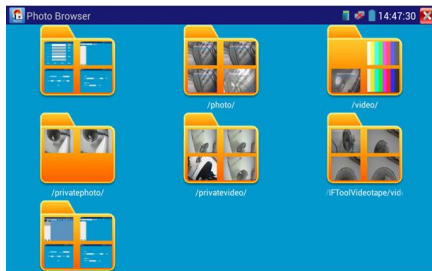 Photo Browser
14:47:30
/photo/
/video/
/privatephoto/
/privatevideo/
/IFToolVideotape/vid